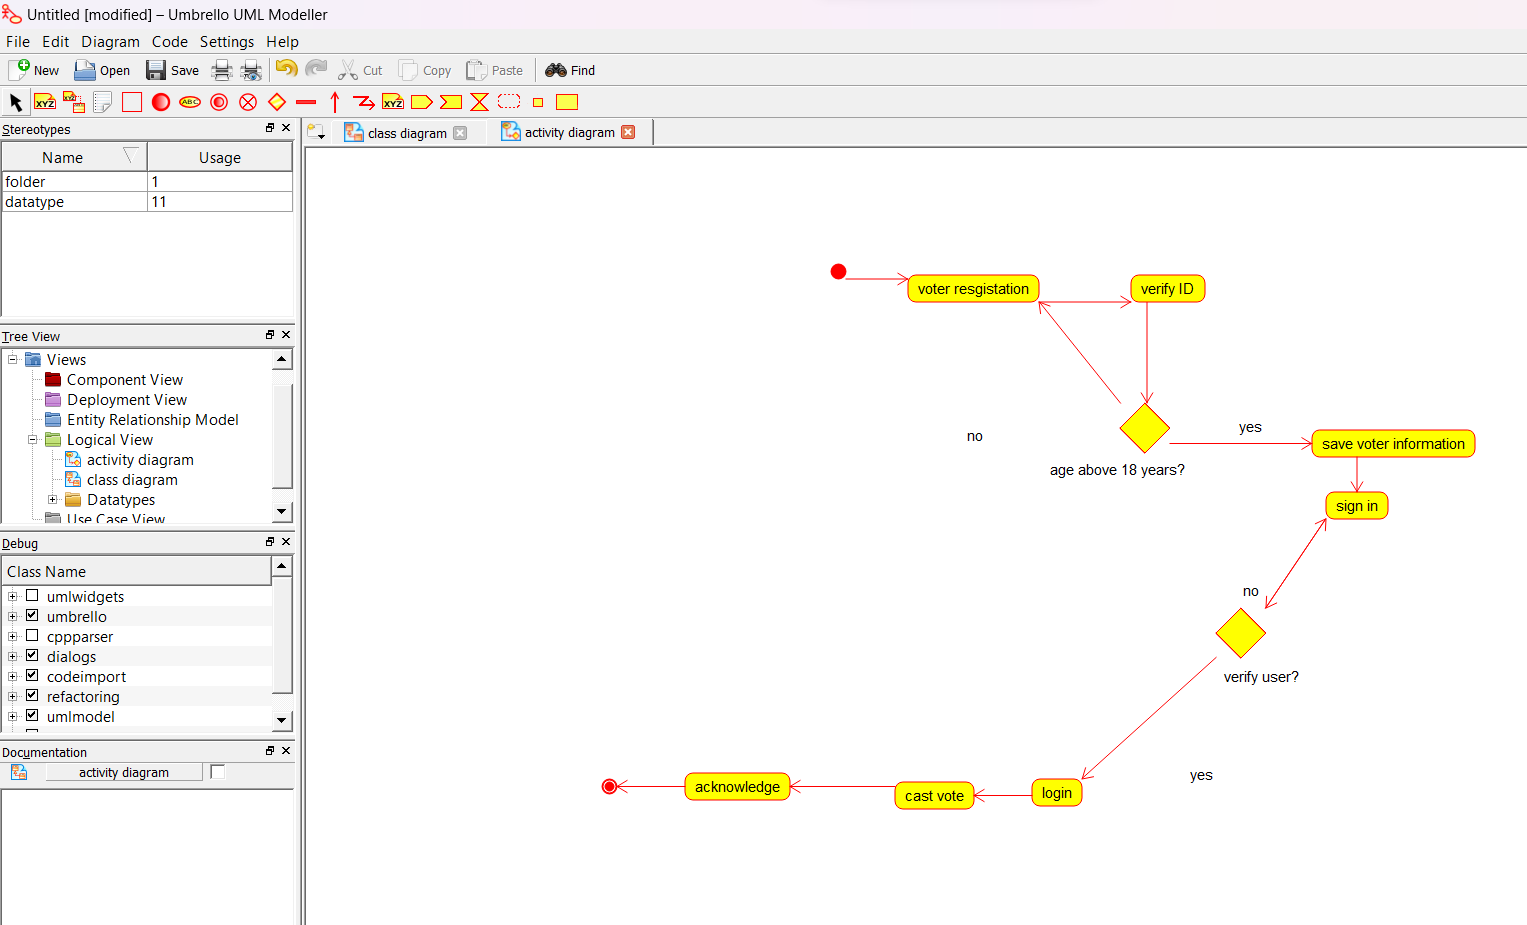 Untitled [modified] – Umbrello UML Modeller
File Edit Diagram Code Settings Help
New Open Save Cut Copy Paste Find
XYZ XYZ ABC XYZ
Stereotypes
Name Usage
folder 1
datatype 11
Tree View
Views
Component View
Deployment View
Entity Relationship Model
Logical View
activity diagram
class diagram
Datatypes
Use Case View
Debug
Class Name
umlwidgets
umbrello
cppparser
dialogs
codeimport
refactoring
umlmodel
Documentation
activity diagram
class diagram activity diagram
voter resgistation
verify ID
no
yes
age above 18 years?
save voter information
sign in
no
verify user?
yes
login
cast vote
acknowledge